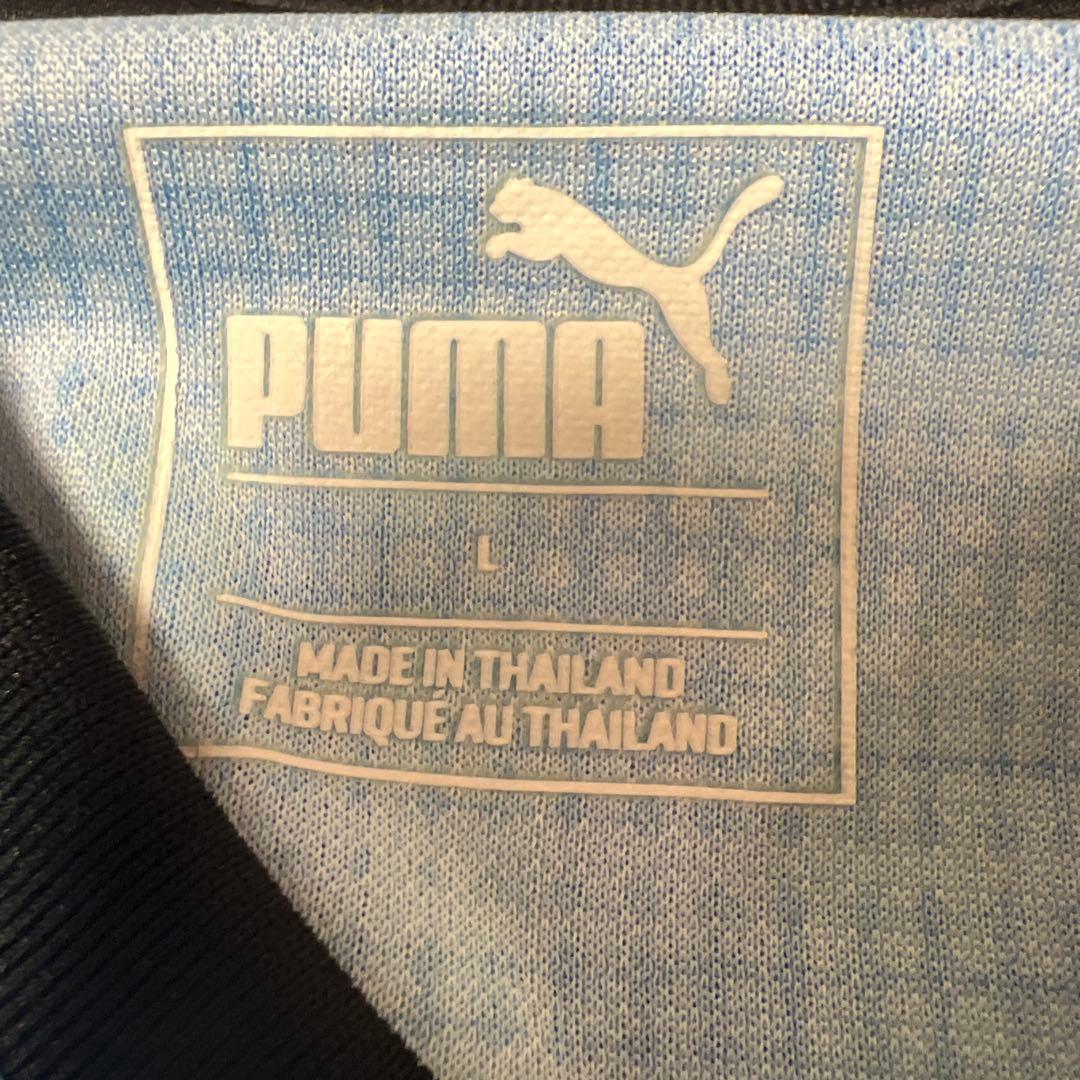 PUMA
L
MADE IN THAILAND
FABRIQUÉ AU THAILAND